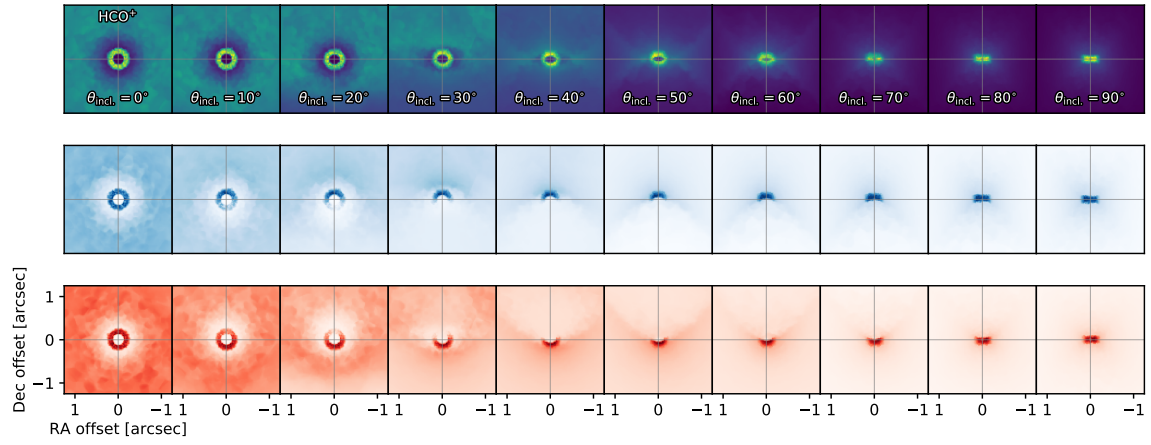 HCO⁺
θincl. = 0° θincl. = 10° θincl. = 20° θincl. = 30° θincl. = 40° θincl. = 50° θincl. = 60° θincl. = 70° θincl. = 80° θincl. = 90°
Dec offset [arcsec]
1
0
−1
1 0 −1 1 0 −1 1 0 −1 1 0 −1 1 0 −1 1 0 −1 1 0 −1 1 0 −1 1 0 −1 1 0 −1
RA offset [arcsec]